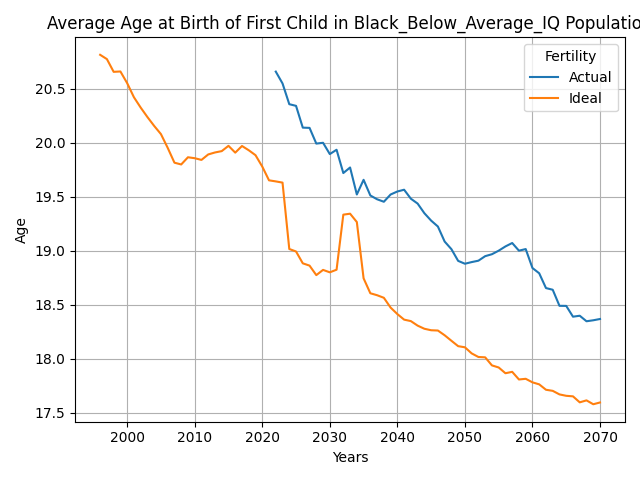 Average Age at Birth of First Child in Black_Below_Average_IQ Populatio
Fertility
Actual
Ideal
20.5
20.0
19.5
19.0
18.5
18.0
17.5
Age
2000 2010 2020 2030 2040 2050 2060 2070
Years